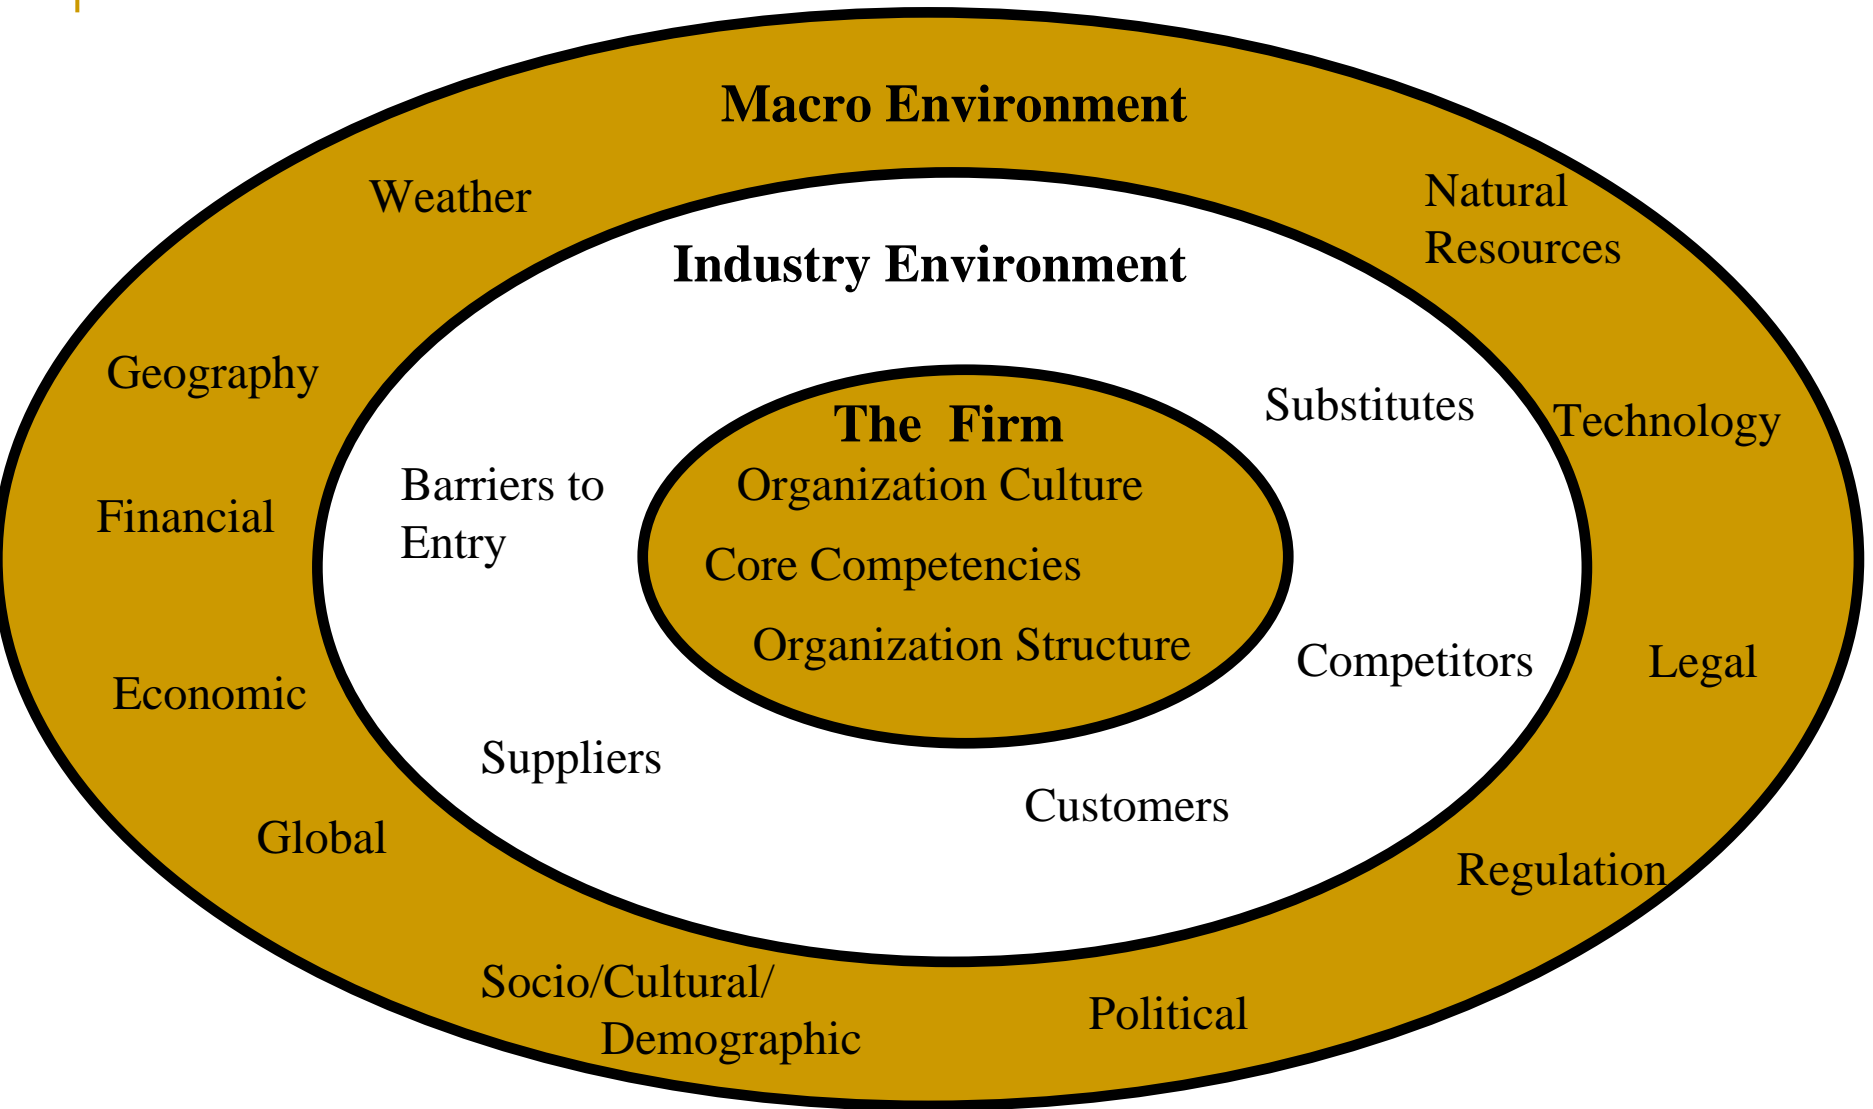 Macro Environment
Weather
Natural
Resources
Industry Environment
Geography
Substitutes
Technology
The Firm
Organization Culture
Barriers to
Entry
Financial
Core Competencies
Organization Structure
Competitors
Legal
Economic
Suppliers
Customers
Global
Regulation
Socio/Cultural/
Demographic
Political